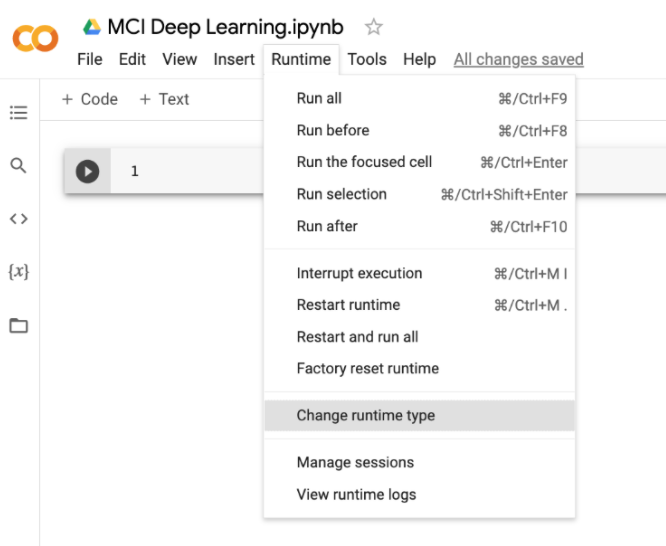 MCI Deep Learning.ipynb
File Edit View Insert Runtime Tools Help All changes saved
+ Code + Text
1
Run all ⌘/Ctrl+F9
Run before ⌘/Ctrl+F8
Run the focused cell ⌘/Ctrl+Enter
Run selection ⌘/Ctrl+Shift+Enter
Run after ⌘/Ctrl+F10
Interrupt execution ⌘/Ctrl+M I
Restart runtime ⌘/Ctrl+M .
Restart and run all
Factory reset runtime
Change runtime type
Manage sessions
View runtime logs